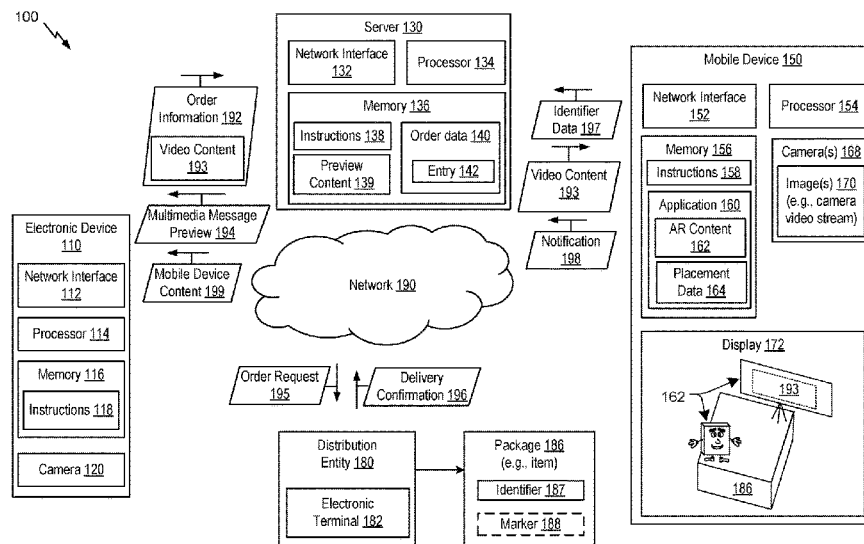 100
Server 130
Network Interface 132
Processor 134
Memory 136
Instructions 138
Preview Content 139
Order data 140
Entry 142
Order Information 192
Video Content 193
Multimedia Message Preview 194
Mobile Device Content 199
Identifier Data 197
Video Content 193
Notification 198
Network 190
Electronic Device 110
Network Interface 112
Processor 114
Memory 116
Instructions 118
Camera 120
Order Request 195
Delivery Confirmation 196
Distribution Entity 180
Electronic Terminal 182
Package 186 (e.g., item)
Identifier 187
Marker 188
Mobile Device 150
Network Interface 152
Processor 154
Memory 156
Instructions 158
Application 160
AR Content 162
Placement Data 164
Camera(s) 168
Image(s) 170 (e.g., camera video stream)
Display 172
162
193
186